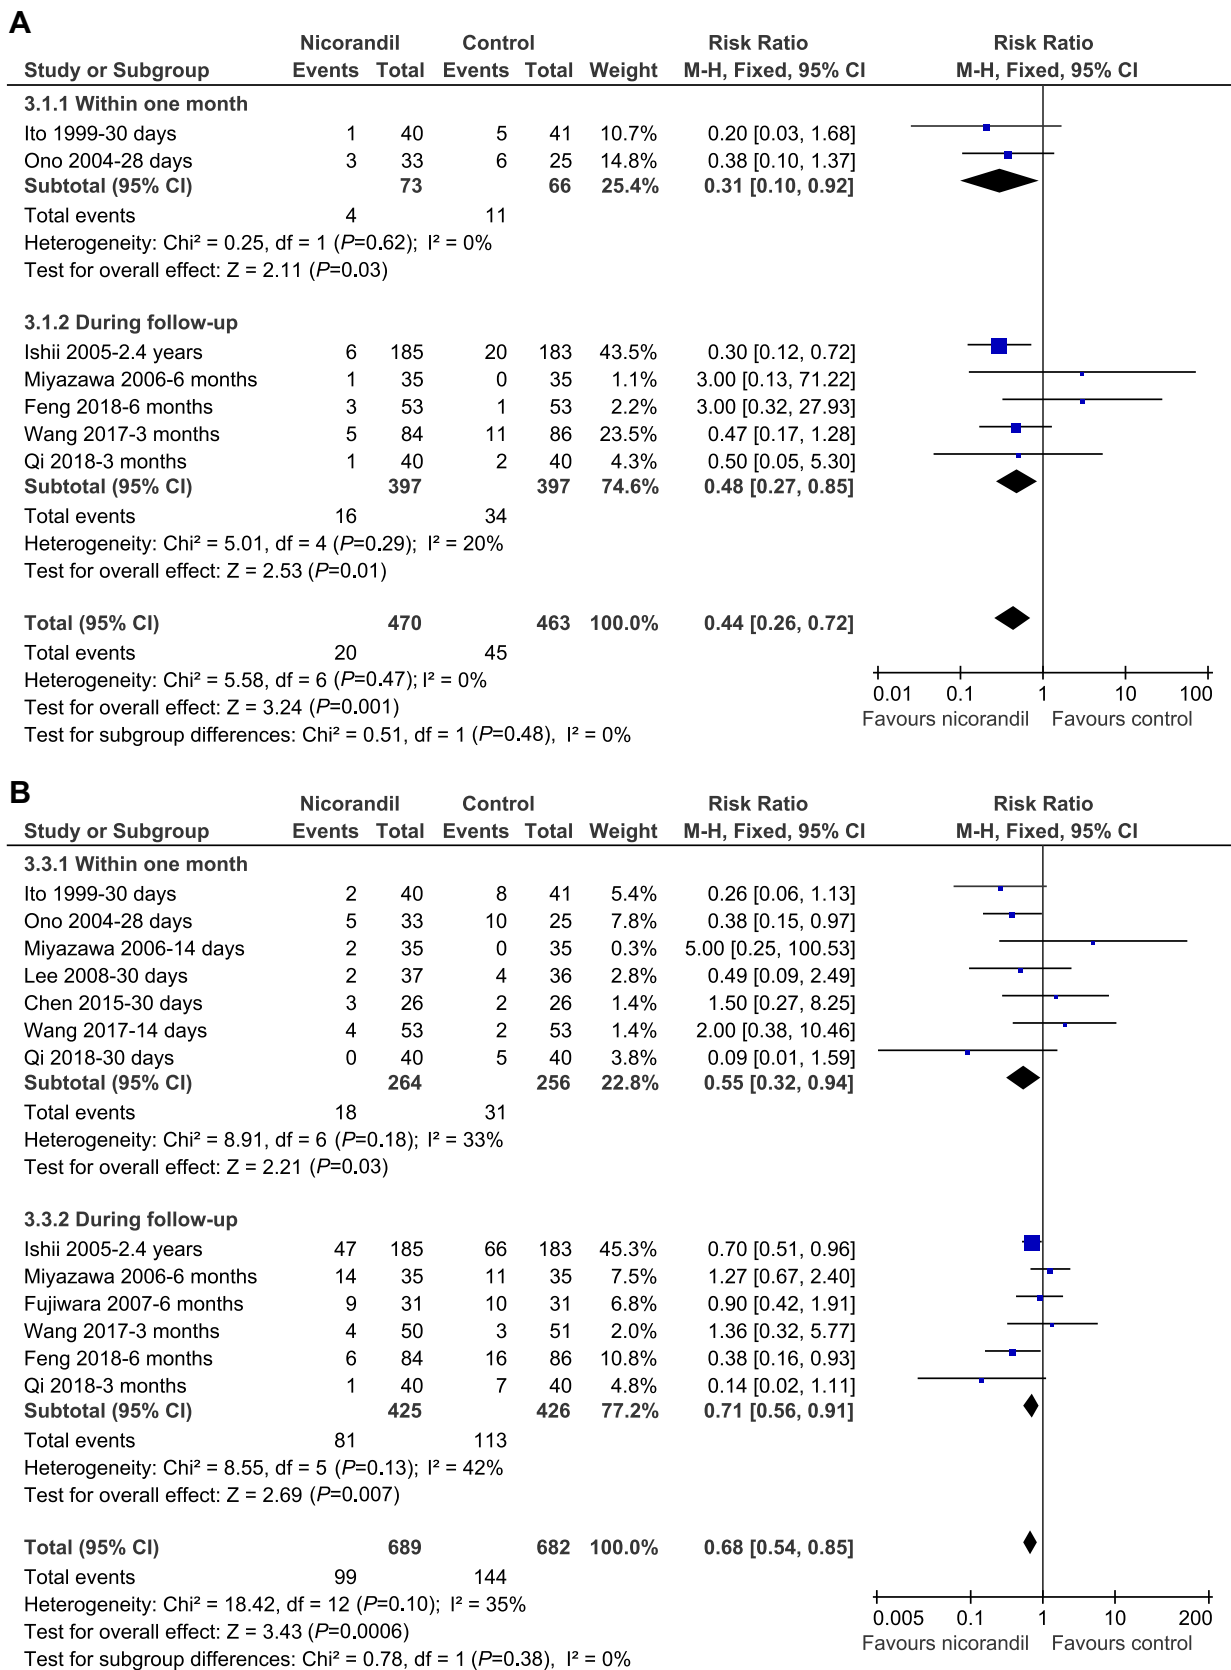 A
Nicorandil Control Risk Ratio Risk Ratio
Study or Subgroup Events Total Events Total Weight M-H, Fixed, 95% CI M-H, Fixed, 95% CI
3.1.1 Within one month
Ito 1999-30 days 1 40 5 41 10.7% 0.20 [0.03, 1.68]
Ono 2004-28 days 3 33 6 25 14.8% 0.38 [0.10, 1.37]
Subtotal (95% CI) 73 66 25.4% 0.31 [0.10, 0.92]
Total events 4 11
Heterogeneity: Chi² = 0.25, df = 1 (P=0.62); I² = 0%
Test for overall effect: Z = 2.11 (P=0.03)
3.1.2 During follow-up
Ishii 2005-2.4 years 6 185 20 183 43.5% 0.30 [0.12, 0.72]
Miyazawa 2006-6 months 1 35 0 35 1.1% 3.00 [0.13, 71.22]
Feng 2018-6 months 3 53 1 53 2.2% 3.00 [0.32, 27.93]
Wang 2017-3 months 5 84 11 86 23.5% 0.47 [0.17, 1.28]
Qi 2018-3 months 1 40 2 40 4.3% 0.50 [0.05, 5.30]
Subtotal (95% CI) 397 397 74.6% 0.48 [0.27, 0.85]
Total events 16 34
Heterogeneity: Chi² = 5.01, df = 4 (P=0.29); I² = 20%
Test for overall effect: Z = 2.53 (P=0.01)
Total (95% CI) 470 463 100.0% 0.44 [0.26, 0.72]
Total events 20 45
Heterogeneity: Chi² = 5.58, df = 6 (P=0.47); I² = 0%
Test for overall effect: Z = 3.24 (P=0.001)
Test for subgroup differences: Chi² = 0.51, df = 1 (P=0.48), I² = 0%
0.01 0.1 1 10 100
Favours nicorandil Favours control
B
Nicorandil Control Risk Ratio Risk Ratio
Study or Subgroup Events Total Events Total Weight M-H, Fixed, 95% CI M-H, Fixed, 95% CI
3.3.1 Within one month
Ito 1999-30 days 2 40 8 41 5.4% 0.26 [0.06, 1.13]
Ono 2004-28 days 5 33 10 25 7.8% 0.38 [0.15, 0.97]
Miyazawa 2006-14 days 2 35 0 35 0.3% 5.00 [0.25, 100.53]
Lee 2008-30 days 2 37 4 36 2.8% 0.49 [0.09, 2.49]
Chen 2015-30 days 3 26 2 26 1.4% 1.50 [0.27, 8.25]
Wang 2017-14 days 4 53 2 53 1.4% 2.00 [0.38, 10.46]
Qi 2018-30 days 0 40 5 40 3.8% 0.09 [0.01, 1.59]
Subtotal (95% CI) 264 256 22.8% 0.55 [0.32, 0.94]
Total events 18 31
Heterogeneity: Chi² = 8.91, df = 6 (P=0.18); I² = 33%
Test for overall effect: Z = 2.21 (P=0.03)
3.3.2 During follow-up
Ishii 2005-2.4 years 47 185 66 183 45.3% 0.70 [0.51, 0.96]
Miyazawa 2006-6 months 14 35 11 35 7.5% 1.27 [0.67, 2.40]
Fujiwara 2007-6 months 9 31 10 31 6.8% 0.90 [0.42, 1.91]
Wang 2017-3 months 4 50 3 51 2.0% 1.36 [0.32, 5.77]
Feng 2018-6 months 6 84 16 86 10.8% 0.38 [0.16, 0.93]
Qi 2018-3 months 1 40 7 40 4.8% 0.14 [0.02, 1.11]
Subtotal (95% CI) 425 426 77.2% 0.71 [0.56, 0.91]
Total events 81 113
Heterogeneity: Chi² = 8.55, df = 5 (P=0.13); I² = 42%
Test for overall effect: Z = 2.69 (P=0.007)
Total (95% CI) 689 682 100.0% 0.68 [0.54, 0.85]
Total events 99 144
Heterogeneity: Chi² = 18.42, df = 12 (P=0.10); I² = 35%
Test for overall effect: Z = 3.43 (P=0.0006)
Test for subgroup differences: Chi² = 0.78, df = 1 (P=0.38), I² = 0%
0.005 0.1 1 10 200
Favours nicorandil Favours control